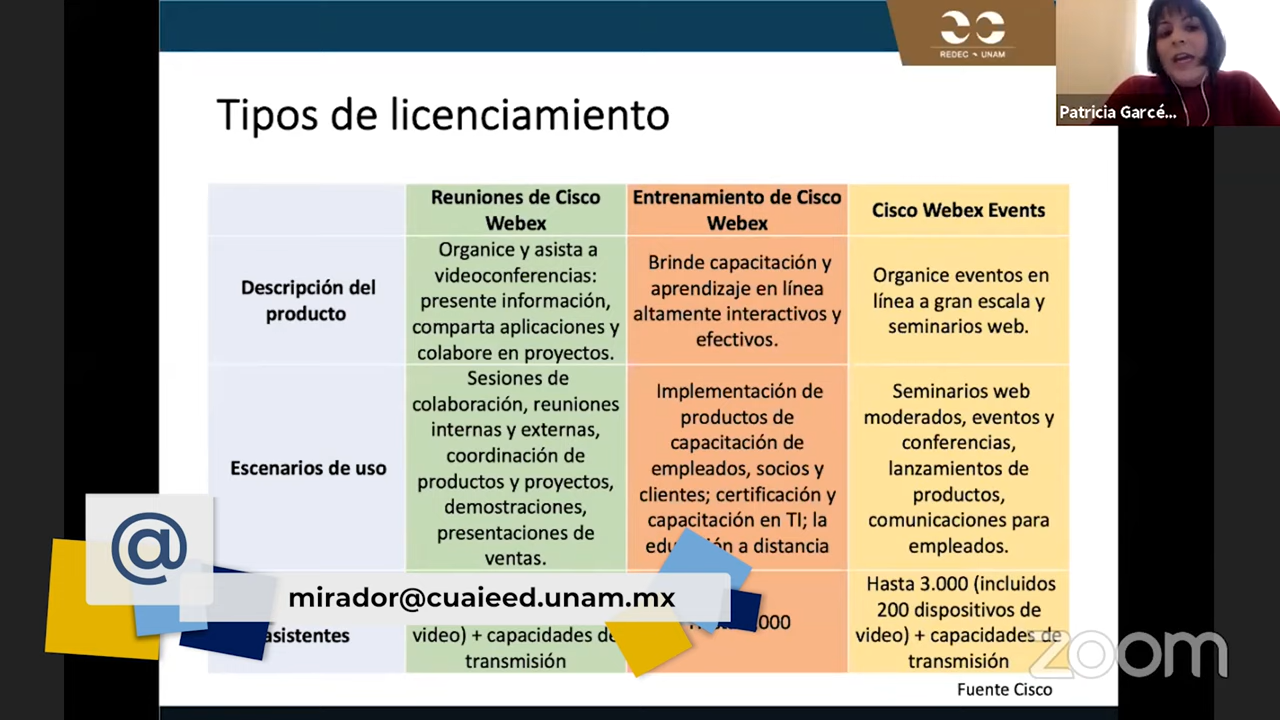 REDEC ~ UNAM
Patricia Garcé...
Tipos de licenciamiento
Reuniones de Cisco
Webex
Entrenamiento de Cisco
Webex
Cisco Webex Events
Descripción del
producto
Organice y asista a
videoconferencias:
presente información,
comparta aplicaciones y
colabore en proyectos.
Brinde capacitación y
aprendizaje en línea
altamente interactivos y
efectivos.
Organice eventos en
línea a gran escala y
seminarios web.
Escenarios de uso
Sesiones de
colaboración, reuniones
internas y externas,
coordinación de
productos y proyectos,
demostraciones,
presentaciones de
ventas.
Implementación de
productos de
capacitación de
empleados, socios y
clientes; certificación y
capacitación en TI; la
a distancia
Seminarios web
moderados, eventos y
conferencias,
lanzamientos de
productos,
comunicaciones para
empleados.
asistentes
video) + capacidades de
transmisión
000
Hasta 3.000 (incluidos
200 dispositivos de
video) + capacidades de
transmisión
@
mirador@cuaieed.unam.mx
zoom
Fuente Cisco